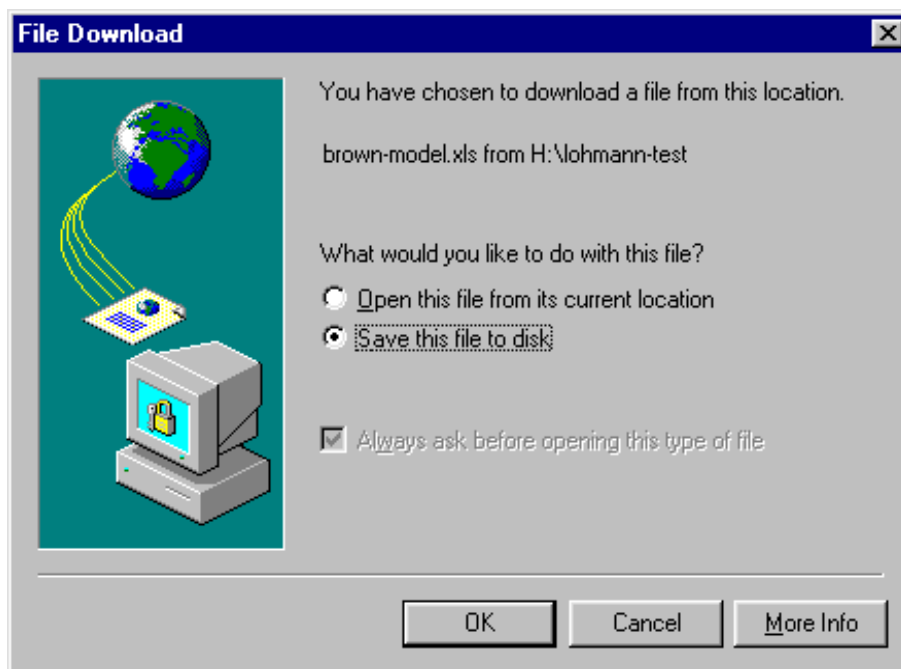 File Download
You have chosen to download a file from this location.
brown-model.xls from H:\lohmann-test
What would you like to do with this file?
Open this file from its current location
Save this file to disk
Always ask before opening this type of file
OK
Cancel
More Info